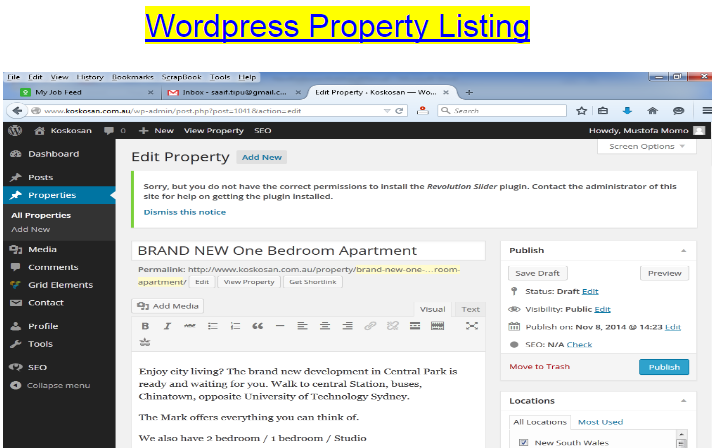 Wordpress Property Listing
File Edit View History Bookmarks ScrapBook Tools Help
My Job Feed
Inbox - saaif.tipu@gmail.c...
Edit Property ‹ Koskosan — Wo...
www.koskosan.com.au/wp-admin/post.php?post=1041&action=edit
Search
Koskosan 0 + New View Property SEO
Howdy, Mustofa Momo
Screen Options
Dashboard
Posts
Properties
All Properties
Add New
Media
Comments
Grid Elements
Contact
Profile
Tools
SEO
Collapse menu
Edit Property Add New
Sorry, but you do not have the correct permissions to install the Revolution Slider plugin. Contact the administrator of this
site for help on getting the plugin installed.
Dismiss this notice
BRAND NEW One Bedroom Apartment
Permalink: http://www.koskosan.com.au/property/brand-new-one-...room-
apartment/ Edit View Property Get Shortlink
Add Media
Visual Text
B I ABC
Enjoy city living? The brand new development in Central Park is
ready and waiting for you. Walk to central Station, buses,
Chinatown, opposite University of Technology Sydney.
The Mark offers everything you can think of.
We also have 2 bedroom / 1 bedroom / Studio
Publish
Save Draft Preview
Status: Draft Edit
Visibility: Public Edit
Publish on: Nov 8, 2014 @ 14:23 Edit
SEO: N/A Check
Move to Trash Publish
Locations
All Locations Most Used
New South Wales